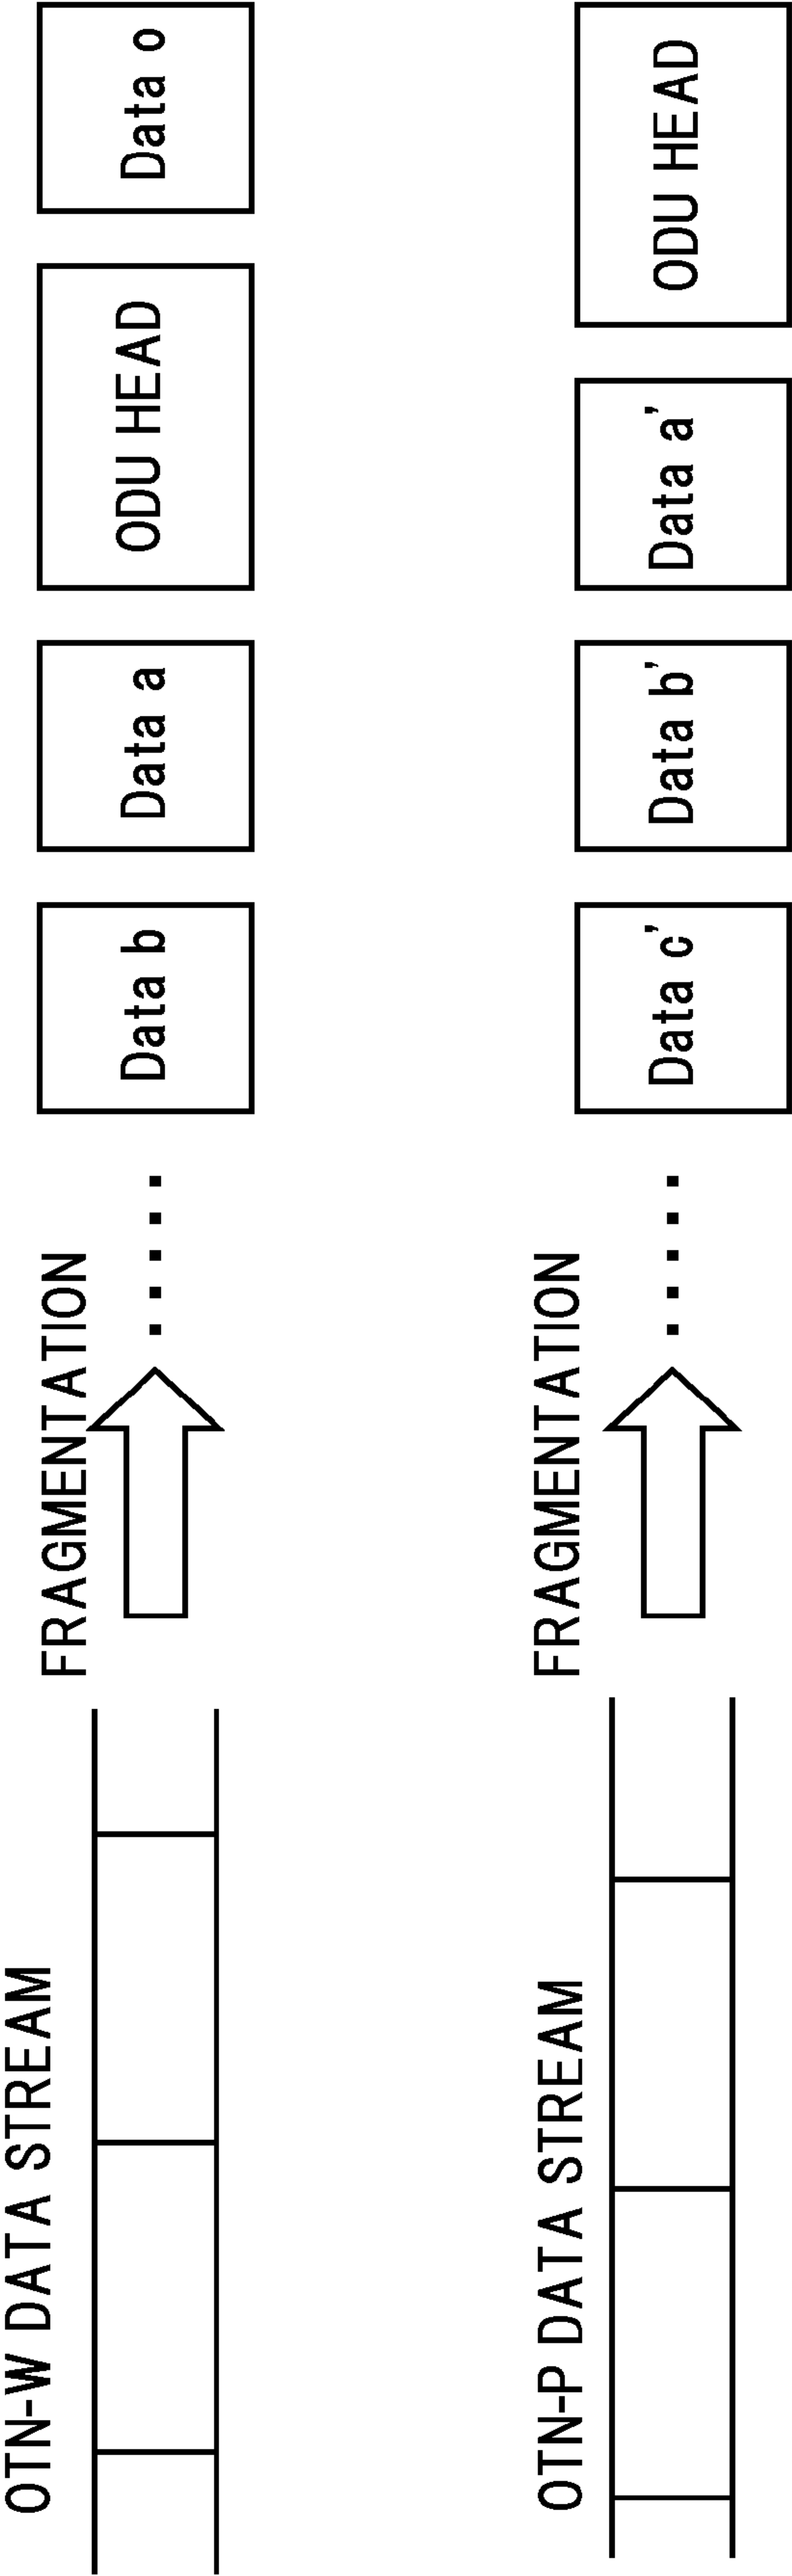 OTN-W DATA STREAM
FRAGMENTATION
Data b
Data a
ODU HEAD
Data o
OTN-P DATA STREAM
FRAGMENTATION
Data c’
Data b’
Data a’
ODU HEAD